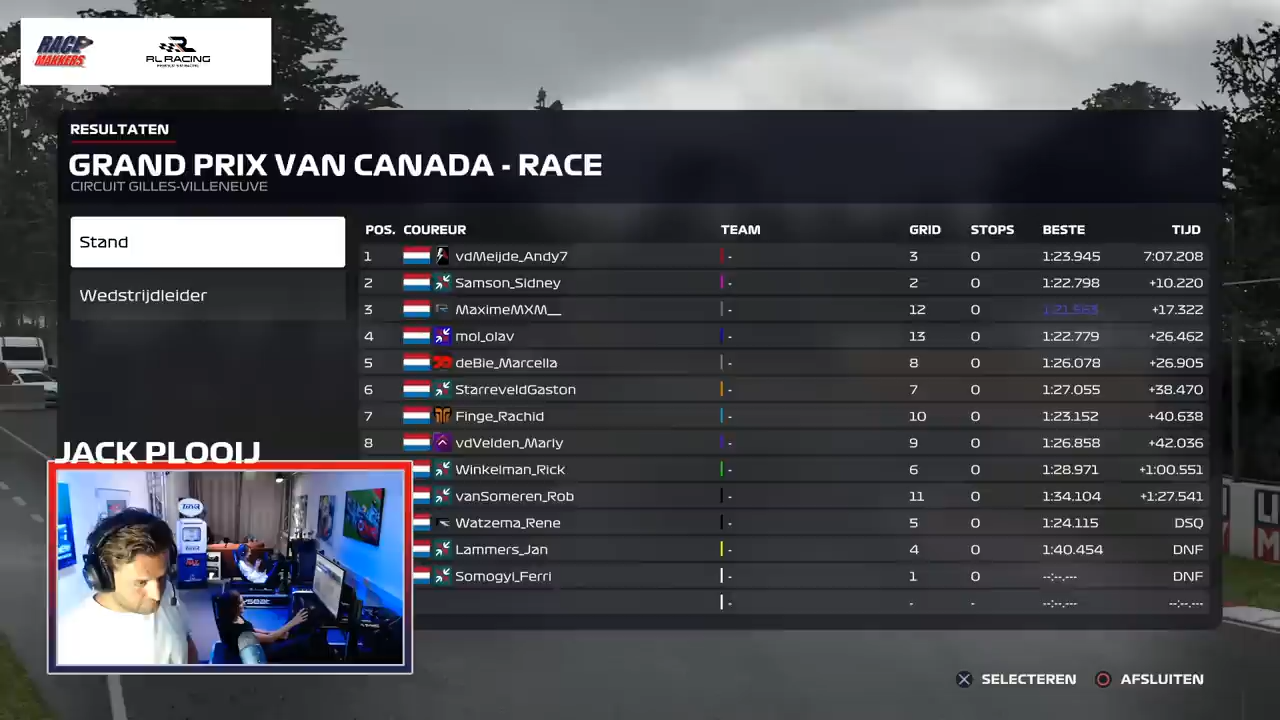 RACE
MAKKERS
RL RACING
RESULTATEN
GRAND PRIX VAN CANADA - RACE
CIRCUIT GILLES-VILLENEUVE
Stand
Wedstrijdleider
POS. COUREUR TEAM GRID STOPS BESTE TIJD
1 vdMeijde_Andy7 - 3 0 1:23.945 7:07.208
2 Samson_Sidney - 2 0 1:22.798 +10.220
3 MaximeMXM__ - 12 0 +17.322
4 mol_olav - 13 0 1:22.779 +26.462
5 deBie_Marcella - 8 0 1:26.078 +26.905
6 StarreveldGaston - 7 0 1:27.055 +38.470
7 Finge_Rachid - 10 0 1:23.152 +40.638
8 vdVelden_Marly - 9 0 1:26.858 +42.036
Winkelman_Rick - 6 0 1:28.971 +1:00.551
vanSomeren_Rob - 11 0 1:34.104 +1:27.541
Watzema_Rene - 5 0 1:24.115 DSQ
Lammers_Jan - 4 0 1:40.454 DNF
Somogyi_Ferri - 1 0 --:--.--- DNF
- - - --:--.--- --:--.---
JACK PLOOIJ
SELECTEREN AFSLUITEN